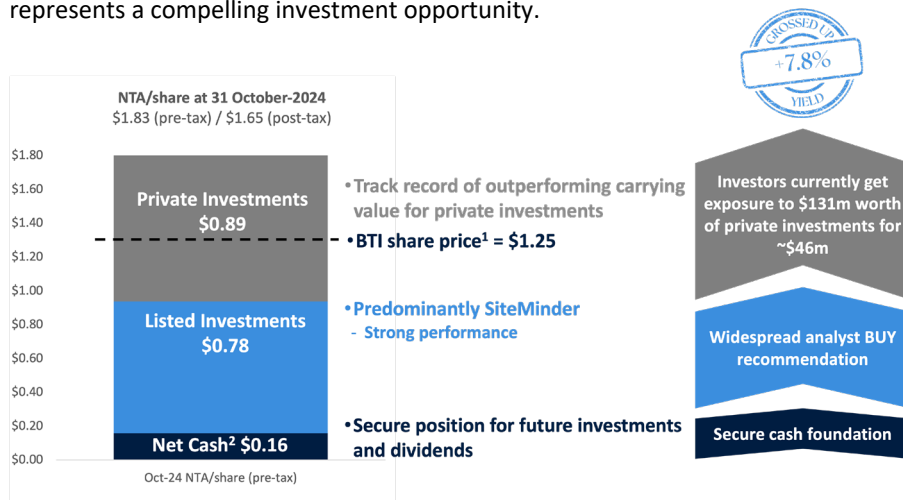 represents a compelling investment opportunity.
GROSSED UP
+7.8%
YIELD
NTA/share at 31 October-2024
$1.83 (pre-tax) / $1.65 (post-tax)
$1.80
$1.60
$1.40
$1.20
$1.00
$0.80
$0.60
$0.40
$0.20
$0.00
Private Investments
$0.89
Listed Investments
$0.78
Net Cash² $0.16
Oct-24 NTA/share (pre-tax)
•Track record of outperforming carrying
value for private investments
•BTI share price¹ = $1.25
•Predominantly SiteMinder
- Strong performance
•Secure position for future investments
and dividends
Investors currently get
exposure to $131m worth
of private investments for
~$46m
Widespread analyst BUY
recommendation
Secure cash foundation